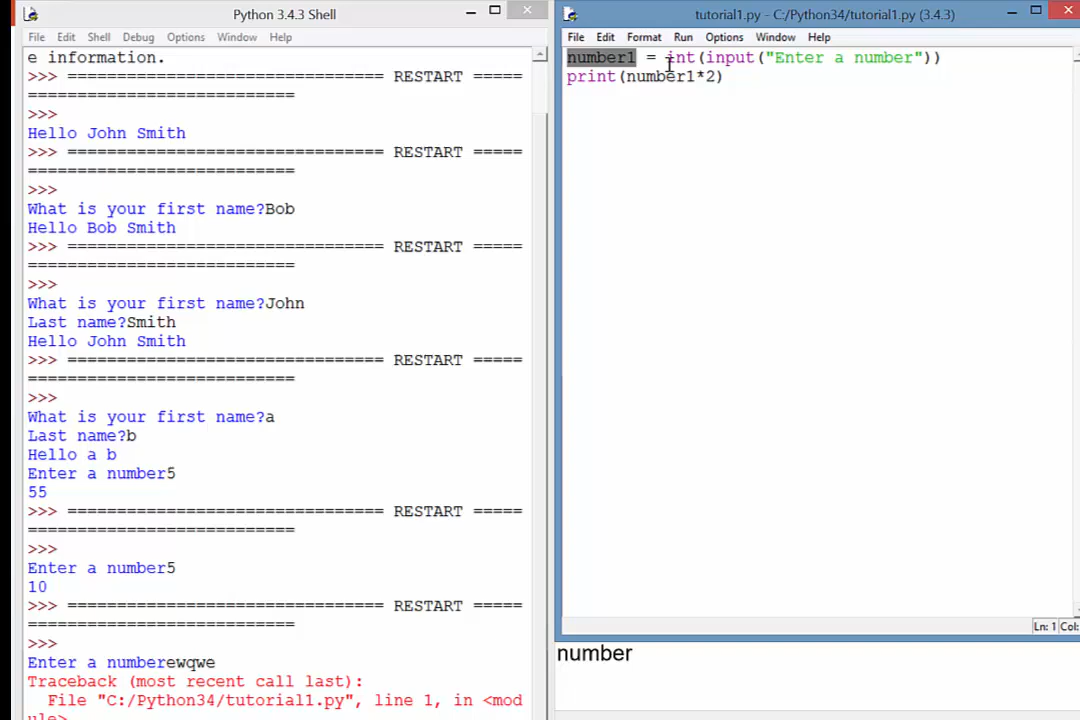 Python 3.4.3 Shell
File Edit Shell Debug Options Window Help
e information.
>>> ================================ RESTART =====
===========================
>>>
Hello John Smith
>>> ================================ RESTART =====
===========================
>>>
What is your first name?Bob
Hello Bob Smith
>>> ================================ RESTART =====
===========================
>>>
What is your first name?John
Last name?Smith
Hello John Smith
>>> ================================ RESTART =====
===========================
>>>
What is your first name?a
Last name?b
Hello a b
Enter a number5
55
>>> ================================ RESTART =====
===========================
>>>
Enter a number5
10
>>> ================================ RESTART =====
===========================
>>>
Enter a numberewqwe
Traceback (most recent call last):
File "C:/Python34/tutorial1.py", line 1, in <mod
ule>
tutorial1.py - C:/Python34/tutorial1.py (3.4.3)
File Edit Format Run Options Window Help
number1 = int(input("Enter a number"))
print(number1*2)
Ln: 1 Col:
number